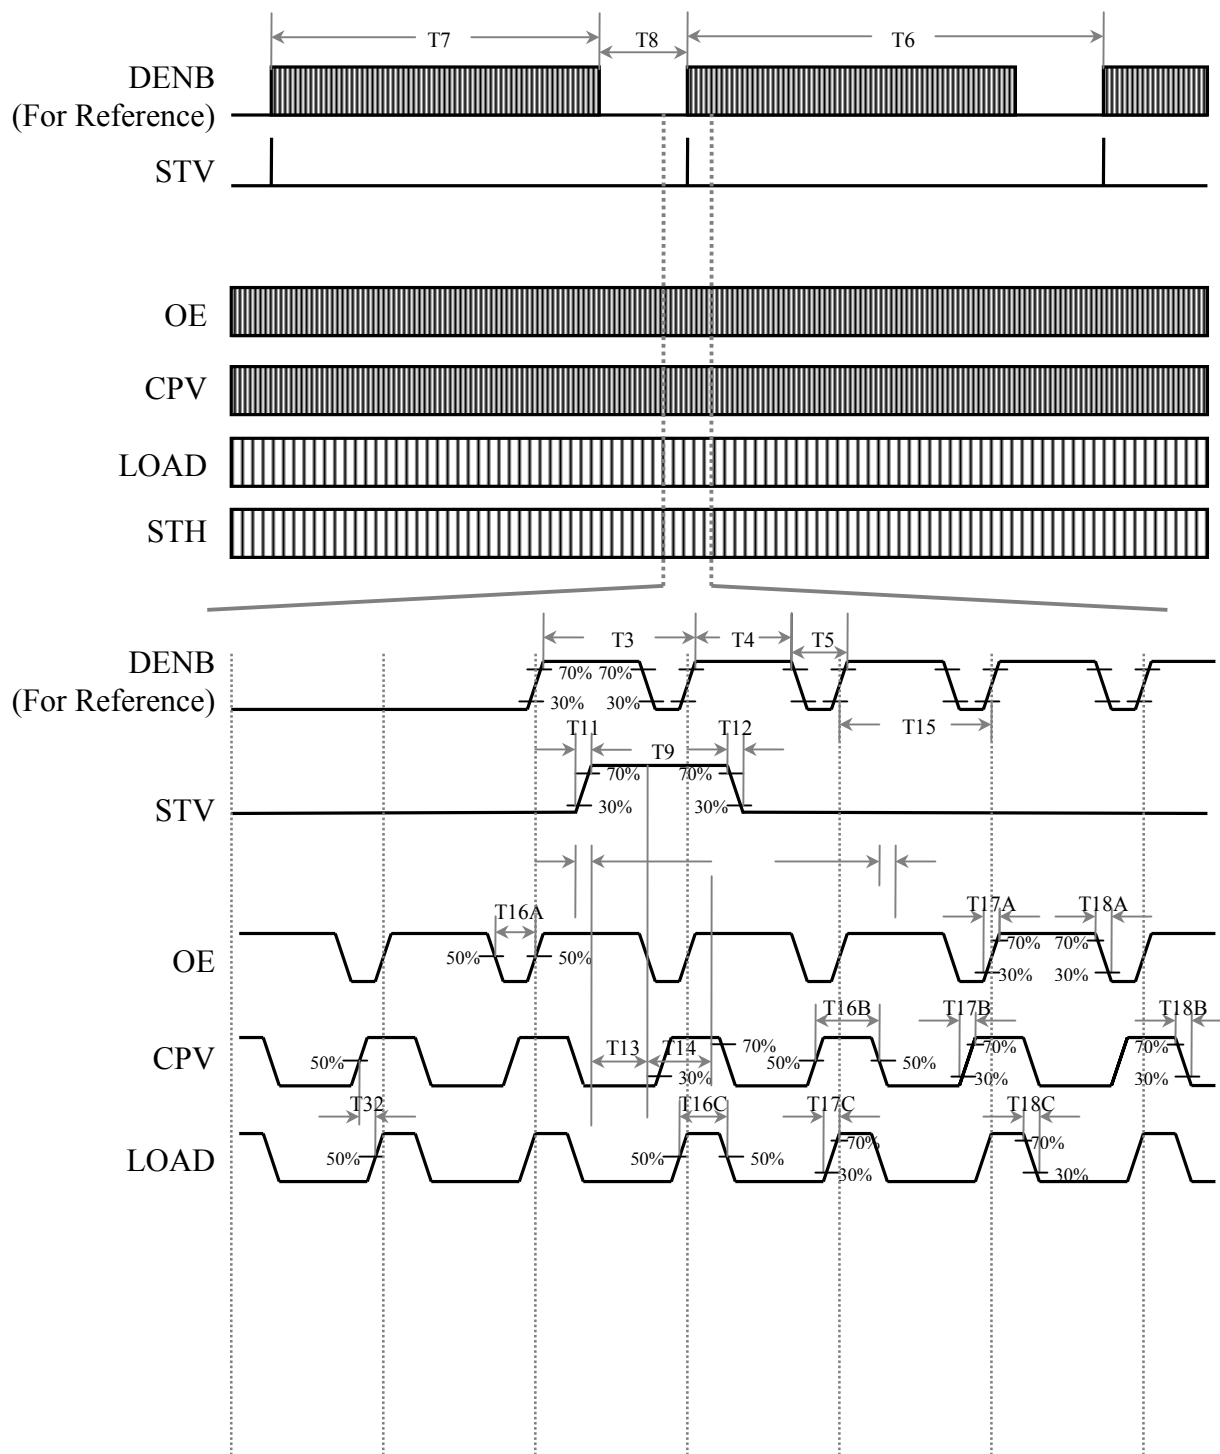 T7 T8 T6
DENB
(For Reference)
STV
OE
CPV
LOAD
STH
T3 T4 T5
DENB
(For Reference)
70% 70%
30% 30%
T15
T11 T9 T12
70% 70%
STV
30% 30%
T16A T17A T18A
OE
50% 50% 70% 70%
30% 30%
T16B T17B T18B
CPV
50% T13 T14 70% 50% 50% 70% 70%
30% 30% 30%
T32 T16C T17C T18C
LOAD
50% 50% 50% 70% 70%
30% 30%